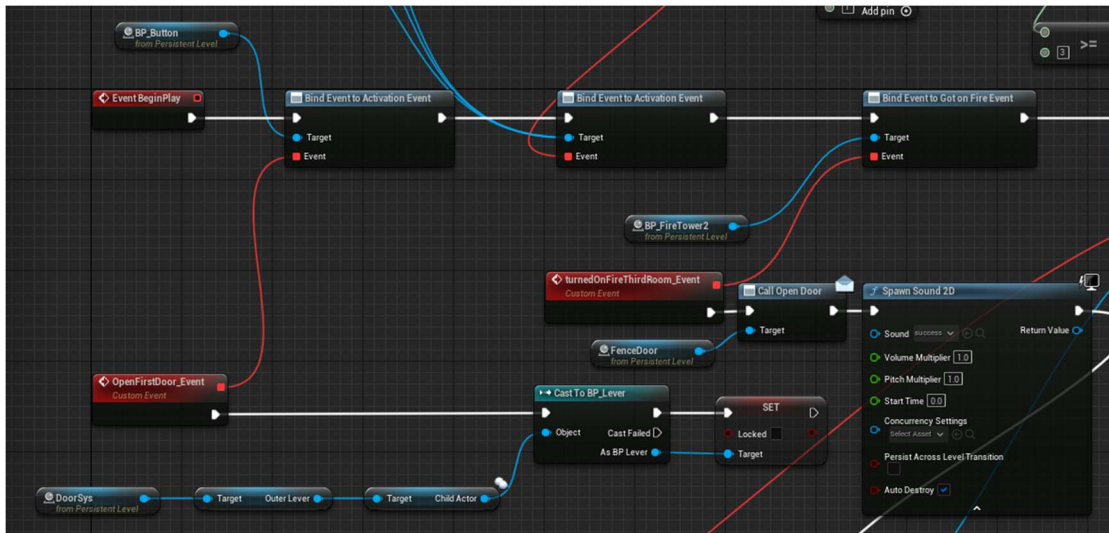 Add pin
3
>=
BP_Button
from Persistent Level
Event BeginPlay
Bind Event to Activation Event
Target
Event
Bind Event to Activation Event
Target
Event
Bind Event to Got on Fire Event
Target
Event
BP_FireTower2
from Persistent Level
turnedOnFireThirdRoom_Event
Custom Event
Call Open Door
Target
FenceDoor
from Persistent Level
Spawn Sound 2D
Sound success
Return Value
Volume Multiplier 1.0
Pitch Multiplier 1.0
Start Time 0.0
Concurrency Settings
Select Asset
Persist Across Level Transition
Auto Destroy
OpenFirstDoor_Event
Custom Event
Cast To BP_Lever
Object
Cast Failed
As BP Lever
SET
Locked
Target
DoorSys
from Persistent Level
Target Outer Lever
Target Child Actor